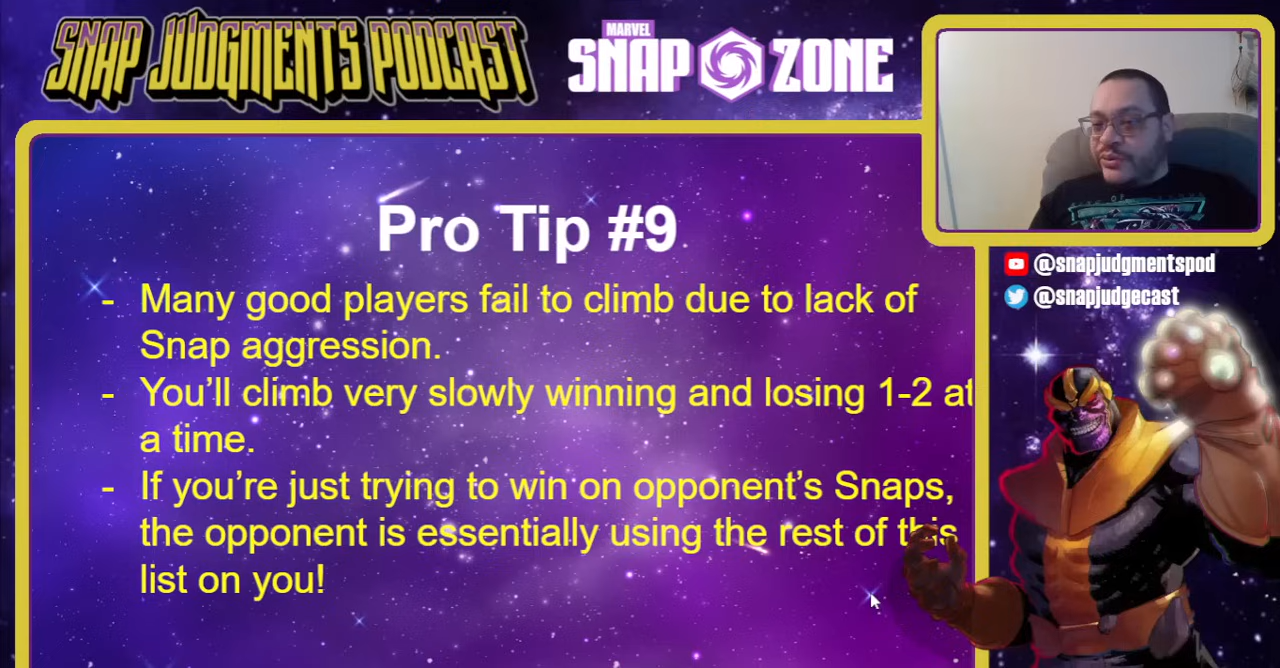 SNAP JUDGMENTS PODCAST
MARVEL
SNAP ZONE
Pro Tip #9
- Many good players fail to climb due to lack of
Snap aggression.
- You'll climb very slowly winning and losing 1-2 at
a time.
- If you're just trying to win on opponent's Snaps,
the opponent is essentially using the rest of this
list on you!
@snapjudgmentspod
@snapjudgecast